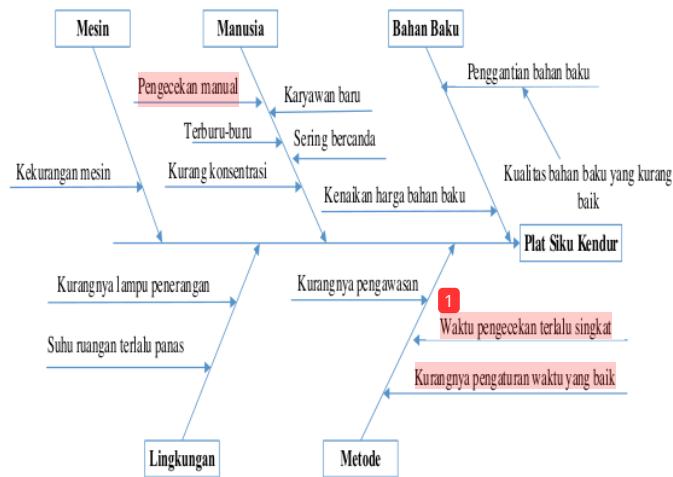 Mesin
Manusia
Bahan Baku
Pengecekan manual
Penggantian bahan baku
Karyawan baru
Terburu-buru
Sering bercanda
Kekurangan mesin
Kurang konsentrasi
Kualitas bahan baku yang kurang
baik
Kenaikan harga bahan baku
Plat Siku Kendur
Kurangnya lampu penerangan
Kurangnya pengawasan
1
Waktu pengecekan terlalu singkat
Suhu ruangan terlalu panas
Kurangnya pengaturan waktu yang baik
Lingkungan
Metode